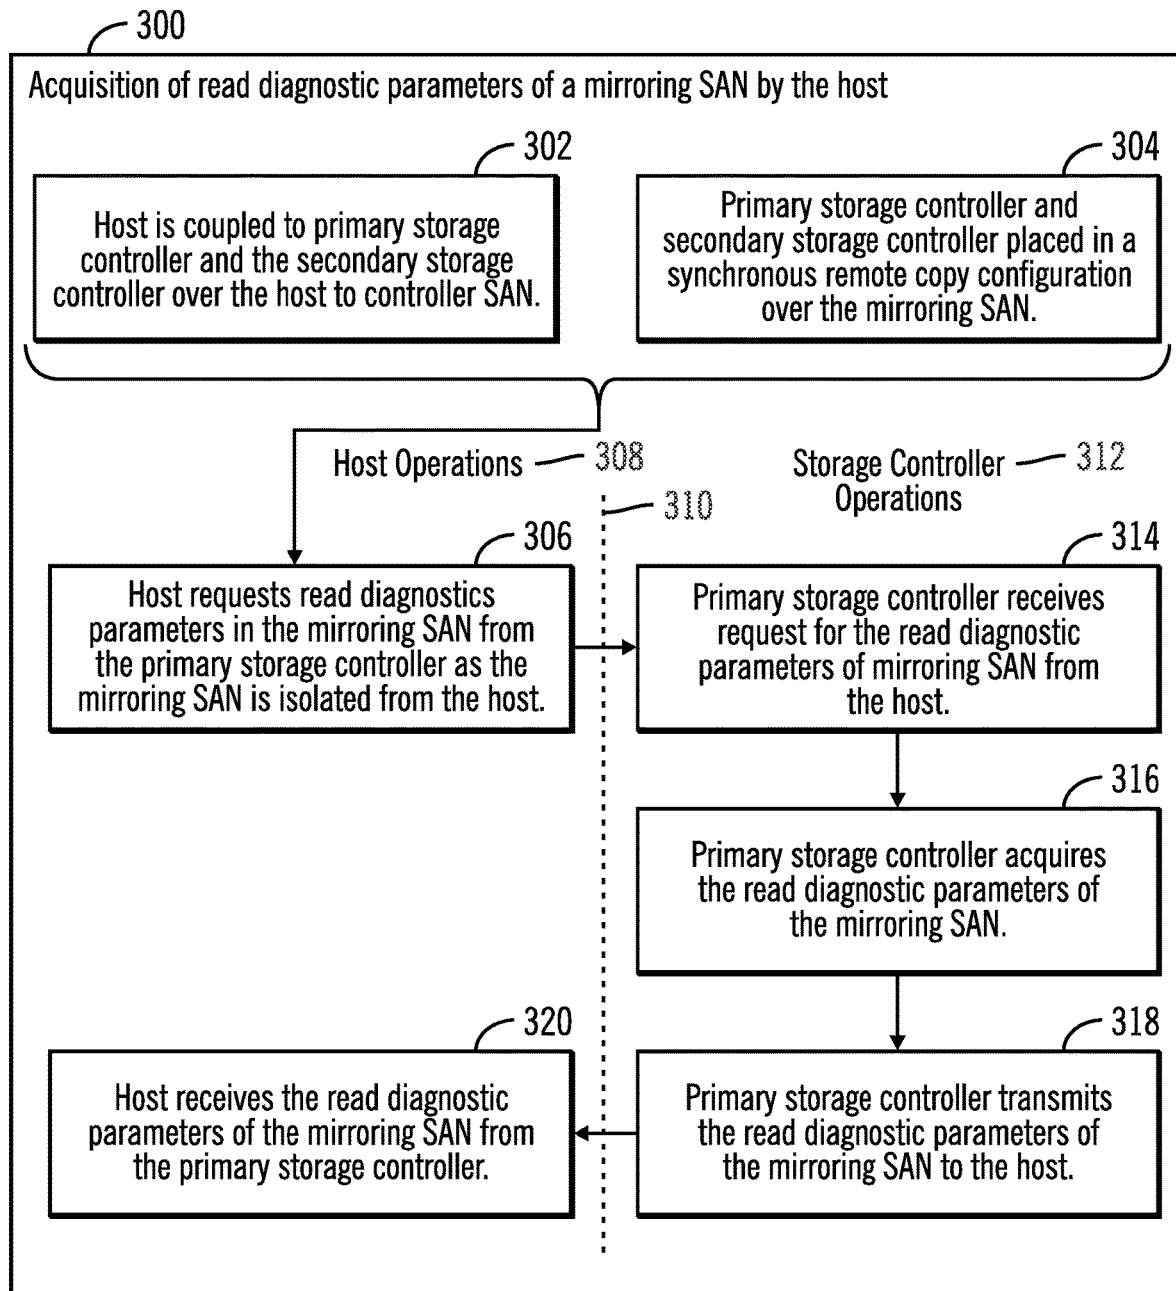 300
Acquisition of read diagnostic parameters of a mirroring SAN by the host
302
Host is coupled to primary storage
controller and the secondary storage
controller over the host to controller SAN.
304
Primary storage controller and
secondary storage controller placed in a
synchronous remote copy configuration
over the mirroring SAN.
Host Operations 308
Storage Controller 312
Operations
310
306
Host requests read diagnostics
parameters in the mirroring SAN from
the primary storage controller as the
mirroring SAN is isolated from the host.
314
Primary storage controller receives
request for the read diagnostic
parameters of mirroring SAN from
the host.
316
Primary storage controller acquires
the read diagnostic parameters of
the mirroring SAN.
318
Primary storage controller transmits
the read diagnostic parameters of
the mirroring SAN to the host.
320
Host receives the read diagnostic
parameters of the mirroring SAN from
the primary storage controller.